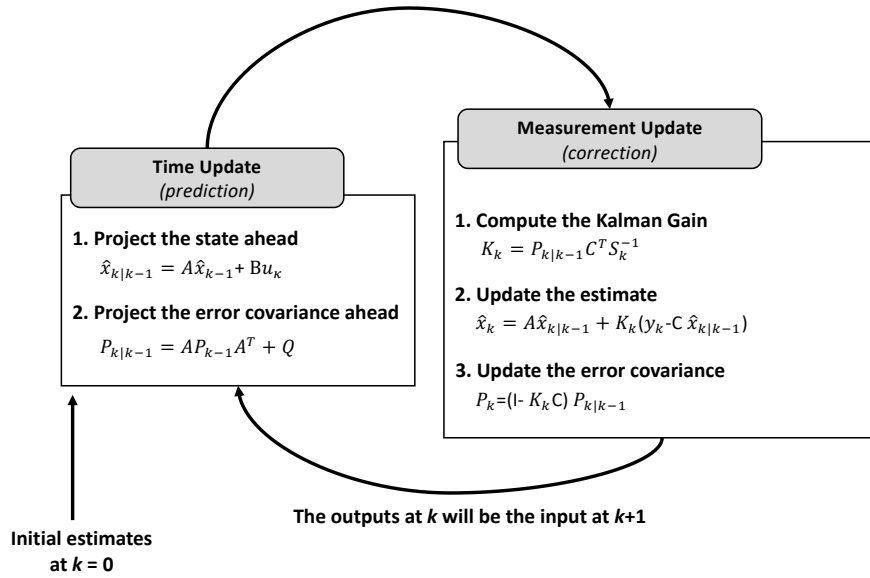 Time Update
(prediction)
1. Project the state ahead
x̂ₖ|ₖ₋₁ = Ax̂ₖ₋₁+ Buκ
2. Project the error covariance ahead
Pₖ|ₖ₋₁ = APₖ₋₁Aᵀ + Q
Measurement Update
(correction)
1. Compute the Kalman Gain
Kₖ = Pₖ|ₖ₋₁CᵀSₖ⁻¹
2. Update the estimate
x̂ₖ = Ax̂ₖ|ₖ₋₁ + Kₖ(yₖ-C x̂ₖ|ₖ₋₁)
3. Update the error covariance
Pₖ=(I- KₖC) Pₖ|ₖ₋₁
The outputs at k will be the input at k+1
Initial estimates
at k = 0